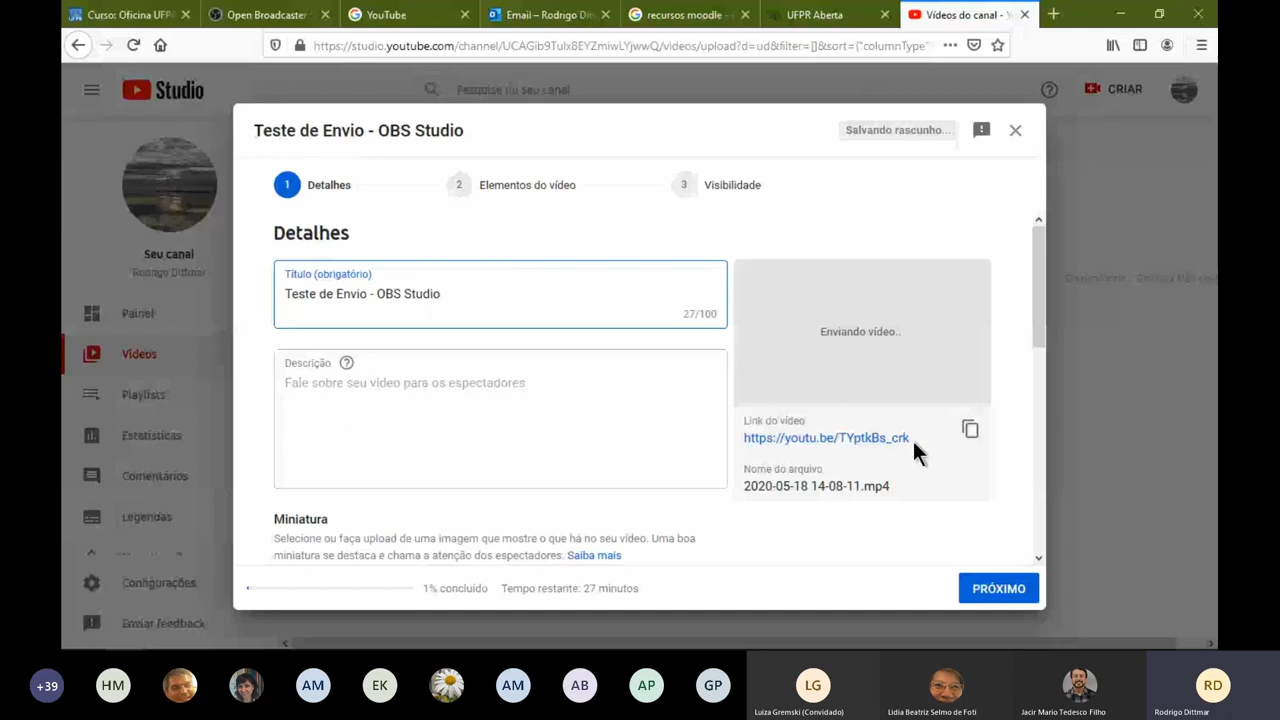 Curso: Oficina UFPA
Open Broadcaster
YouTube
Email – Rodrigo Dit
recursos moodle -
UFPR Aberta
Vídeos do canal - Y
https://studio.youtube.com/channel/UCAGib9Tulx8EYZmiwLYjwwQ/videos/upload?d=ud&filter=[]&sort={"columnType"
Studio
Pesquise no seu canal
CRIAR
Teste de Envio - OBS Studio
Salvando rascunho...
1 Detalhes
2 Elementos do vídeo
3 Visibilidade
Seu canal
Rodrigo Dittmar
Painel
Vídeos
Playlists
Estatísticas
Comentários
Legendas
Configurações
Enviar feedback
Detalhes
Título (obrigatório)
Teste de Envio - OBS Studio
27/100
Descrição
Fale sobre seu vídeo para os espectadores
Enviando vídeo..
Link do vídeo
https://youtu.be/TYptkBs_crk
Nome do arquivo
2020-05-18 14-08-11.mp4
Miniatura
Selecione ou faça upload de uma imagem que mostre o que há no seu vídeo. Uma boa
miniatura se destaca e chama a atenção dos espectadores. Saiba mais
1% concluído
Tempo restante: 27 minutos
PRÓXIMO
+39
HM
AM
EK
AM
AB
AP
GP
LG
RD
Luiza Gremski (Convidado)
Lidia Beatriz Selmo de Foti
Jacir Mario Tedesco Filho
Rodrigo Dittmar